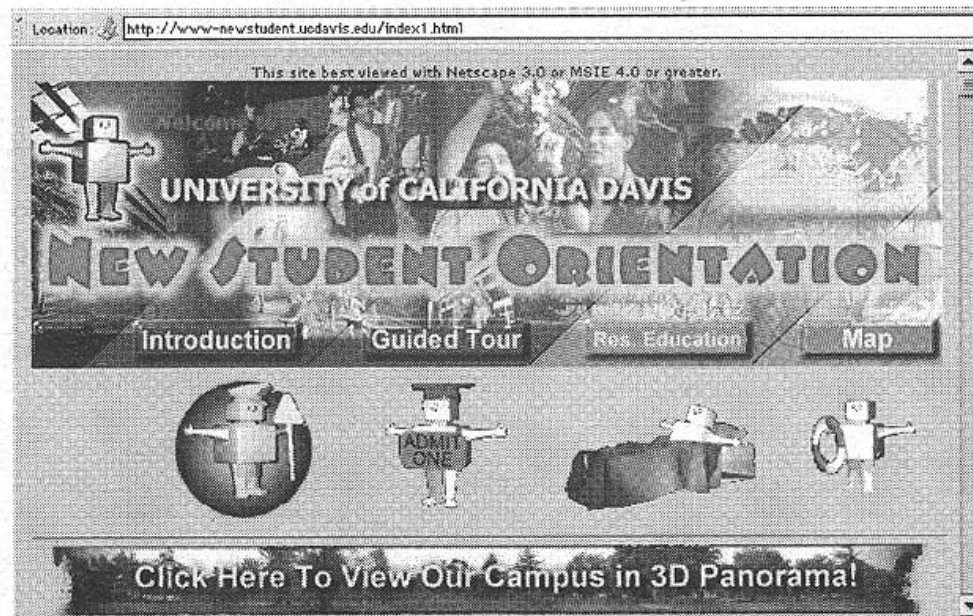 Location: http://www-newstudent.ucdavis.edu/index1.html
This site best viewed with Netscape 3.0 or MSIE 4.0 or greater.
welcome
UNIVERSITY of CALIFORNIA DAVIS
NEW STUDENT ORIENTATION
Introduction Guided Tour Res. Education Map
ADMIT
ONE
Click Here To View Our Campus in 3D Panorama!